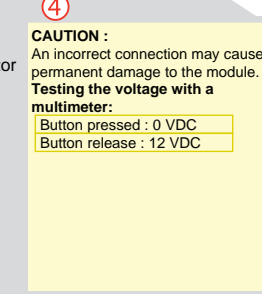 4
CAUTION :
An incorrect connection may cause
permanent damage to the module.
Testing the voltage with a
multimeter:
Button pressed : 0 VDC
Button release : 12 VDC